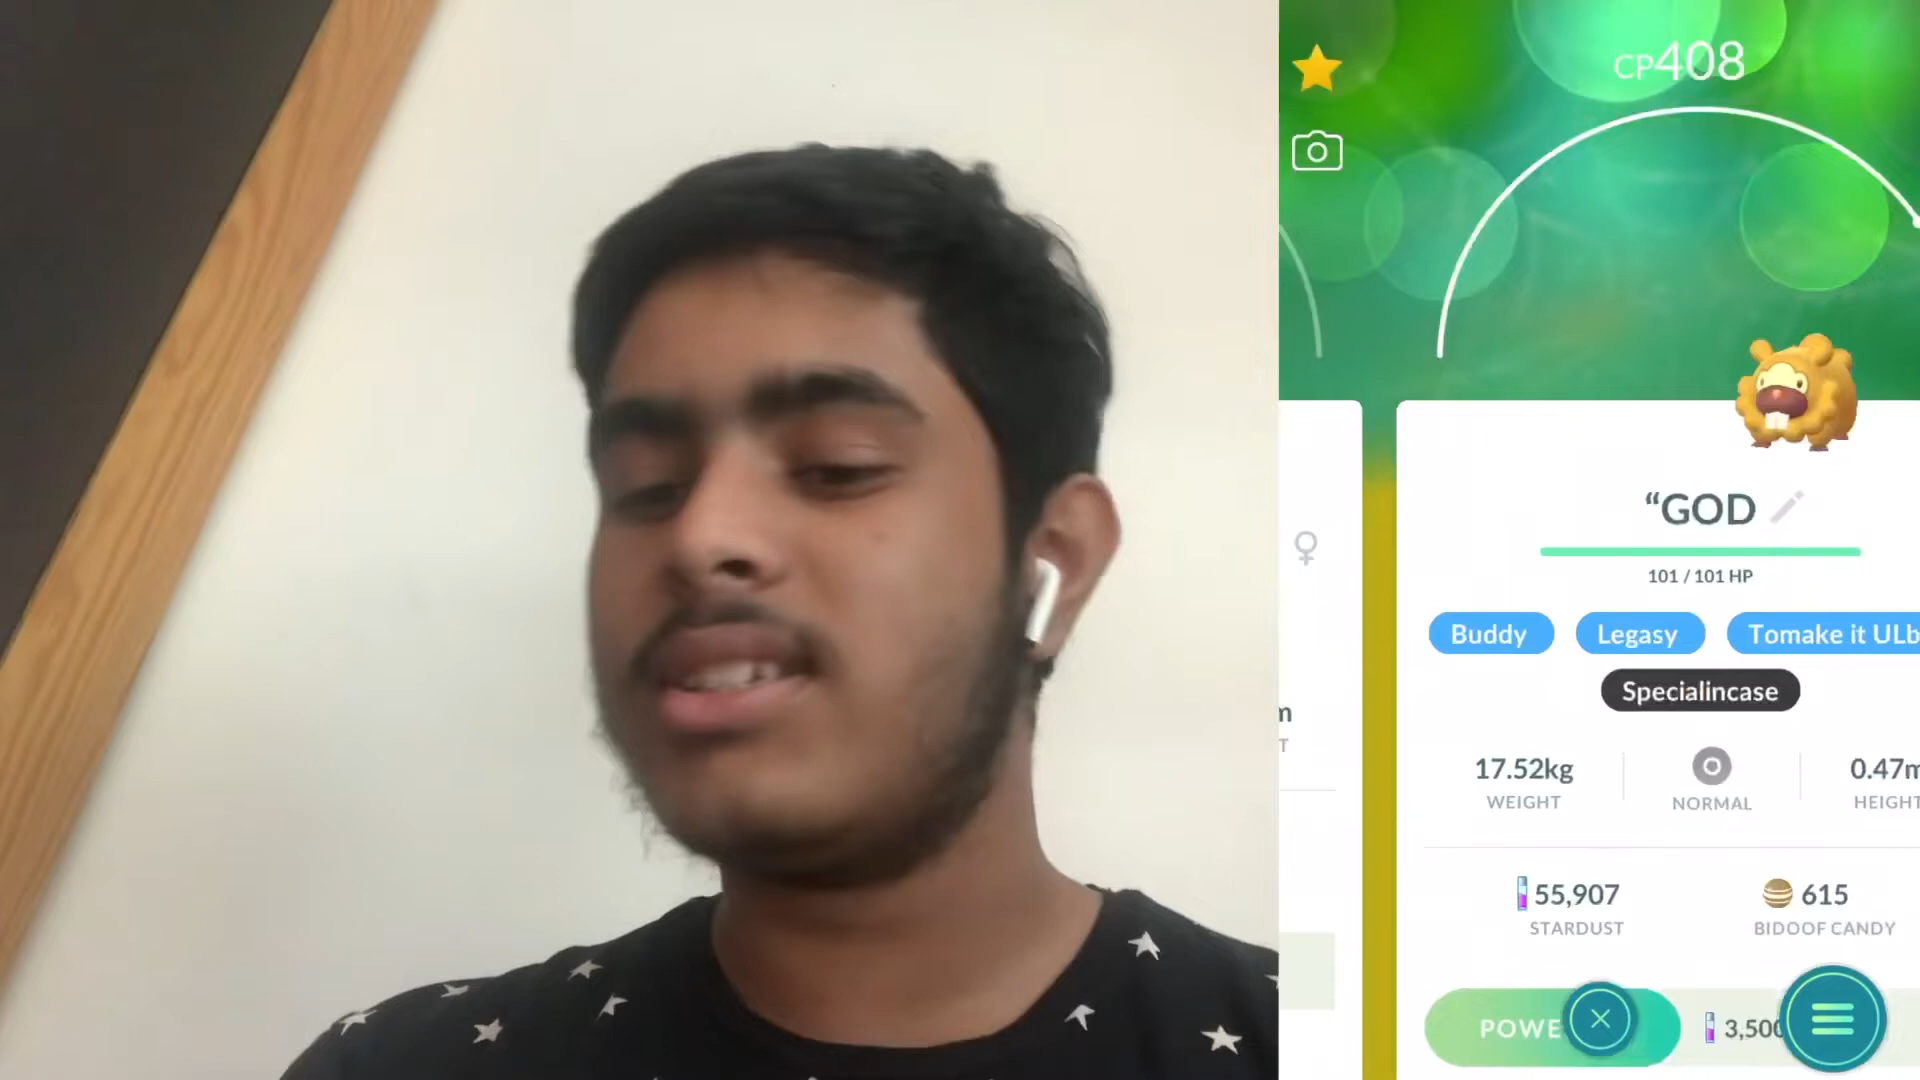 CP408
“GOD
101 / 101 HP
Buddy Legasy Tomake it ULb
Specialincase
m
T
17.52kg
WEIGHT
NORMAL
0.47m
HEIGHT
55,907
STARDUST
615
BIDOOF CANDY
POWE
3,500